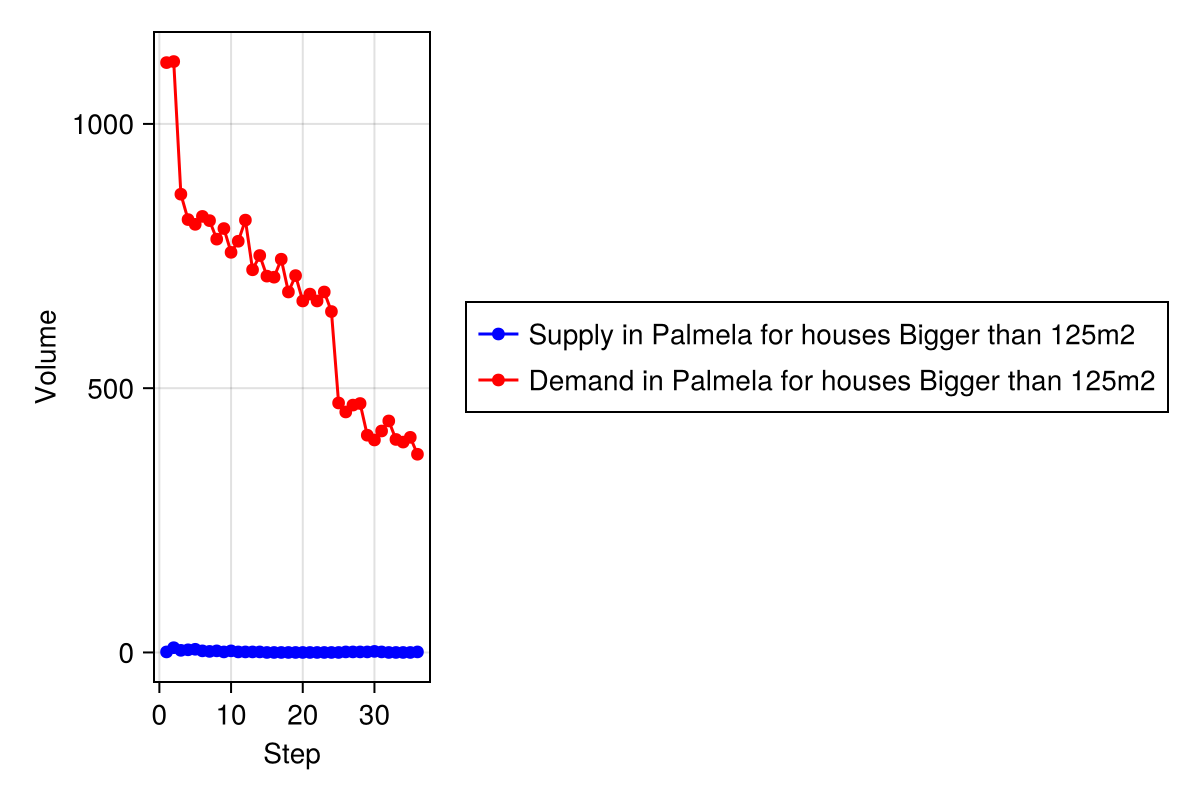 1000
500
0
Volume
0 10 20 30
Step
Supply in Palmela for houses Bigger than 125m2
Demand in Palmela for houses Bigger than 125m2